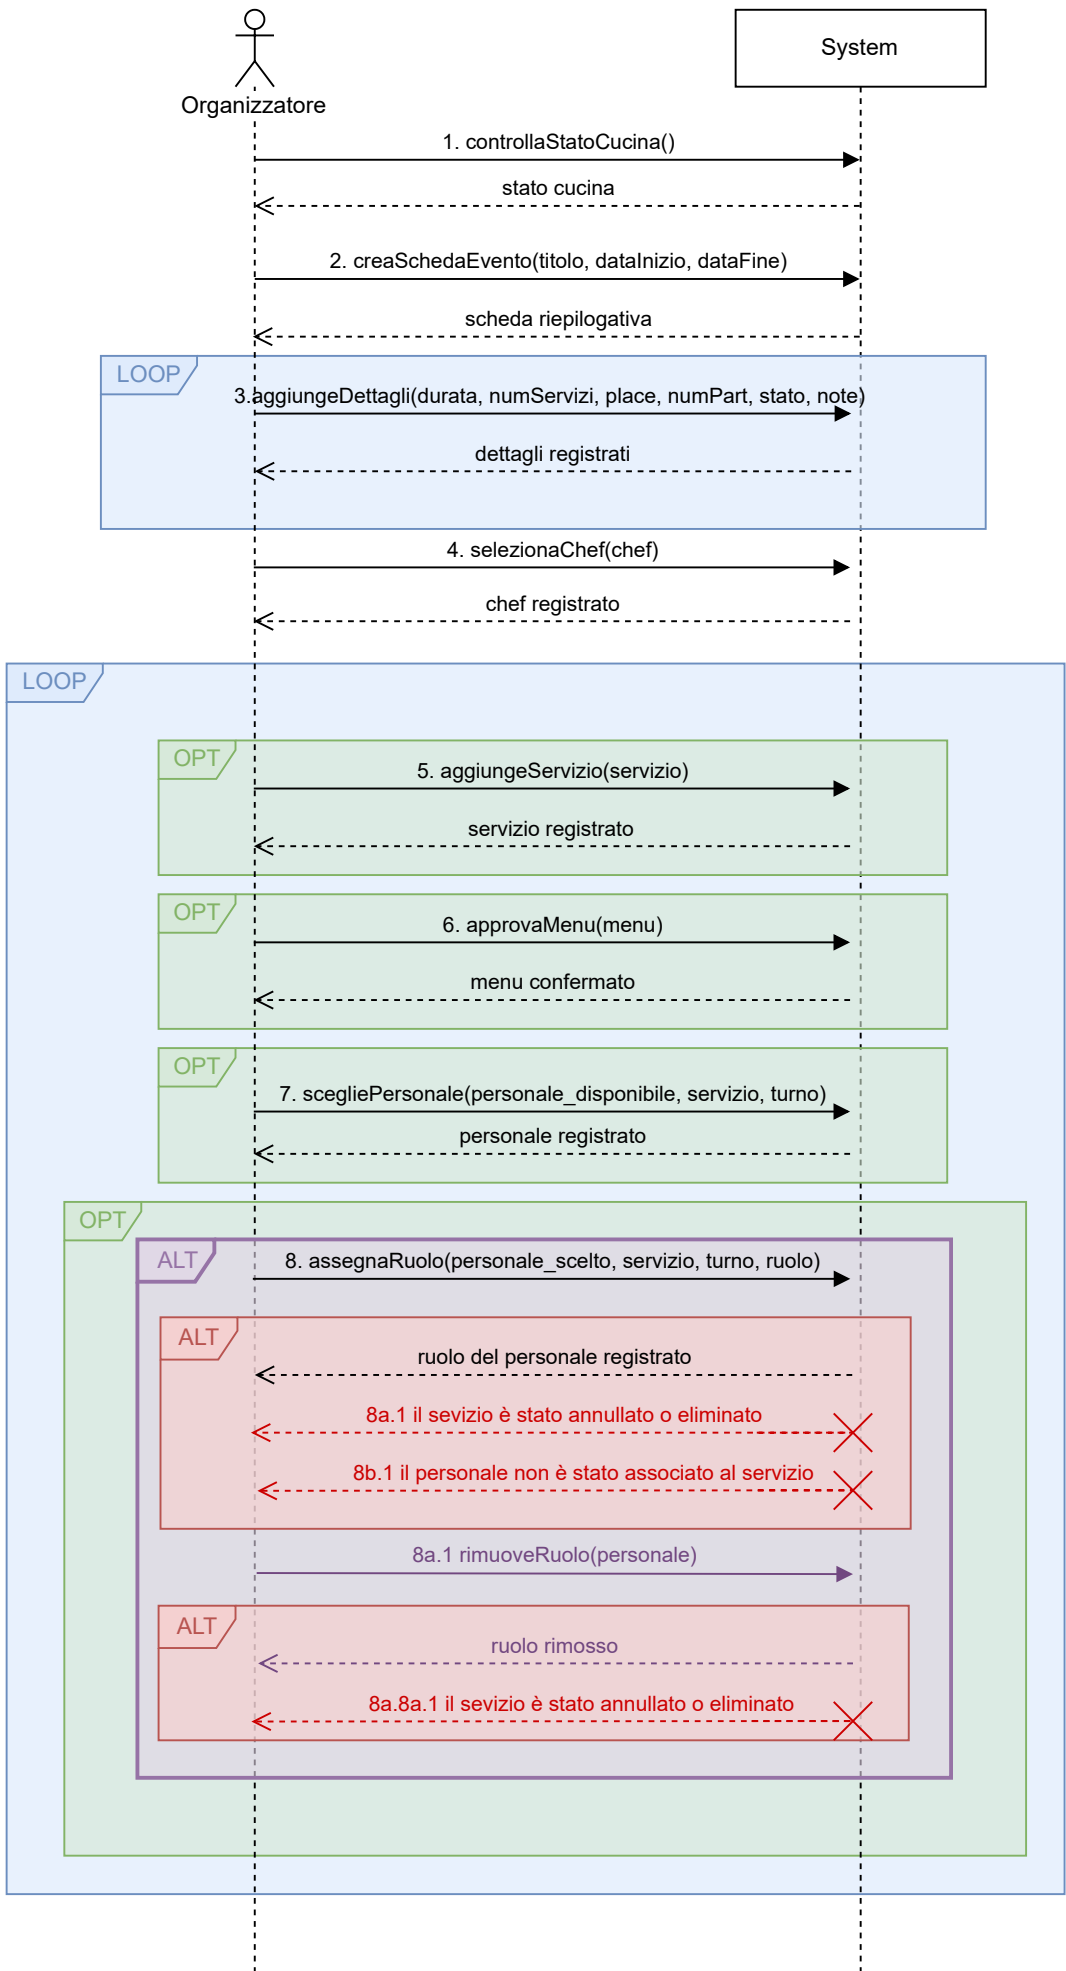 Organizzatore
System
1. controllaStatoCucina()
stato cucina
2. creaSchedaEvento(titolo, dataInizio, dataFine)
scheda riepilogativa
LOOP
3.aggiungeDettagli(durata, numServizi, place, numPart, stato, note)
dettagli registrati
4. selezionaChef(chef)
chef registrato
LOOP
OPT
5. aggiungeServizio(servizio)
servizio registrato
OPT
6. approvaMenu(menu)
menu confermato
OPT
7. scegliePersonale(personale_disponibile, servizio, turno)
personale registrato
OPT
ALT
8. assegnaRuolo(personale_scelto, servizio, turno, ruolo)
ALT
ruolo del personale registrato
8a.1 il sevizio è stato annullato o eliminato
8b.1 il personale non è stato associato al servizio
8a.1 rimuoveRuolo(personale)
ALT
ruolo rimosso
8a.8a.1 il sevizio è stato annullato o eliminato